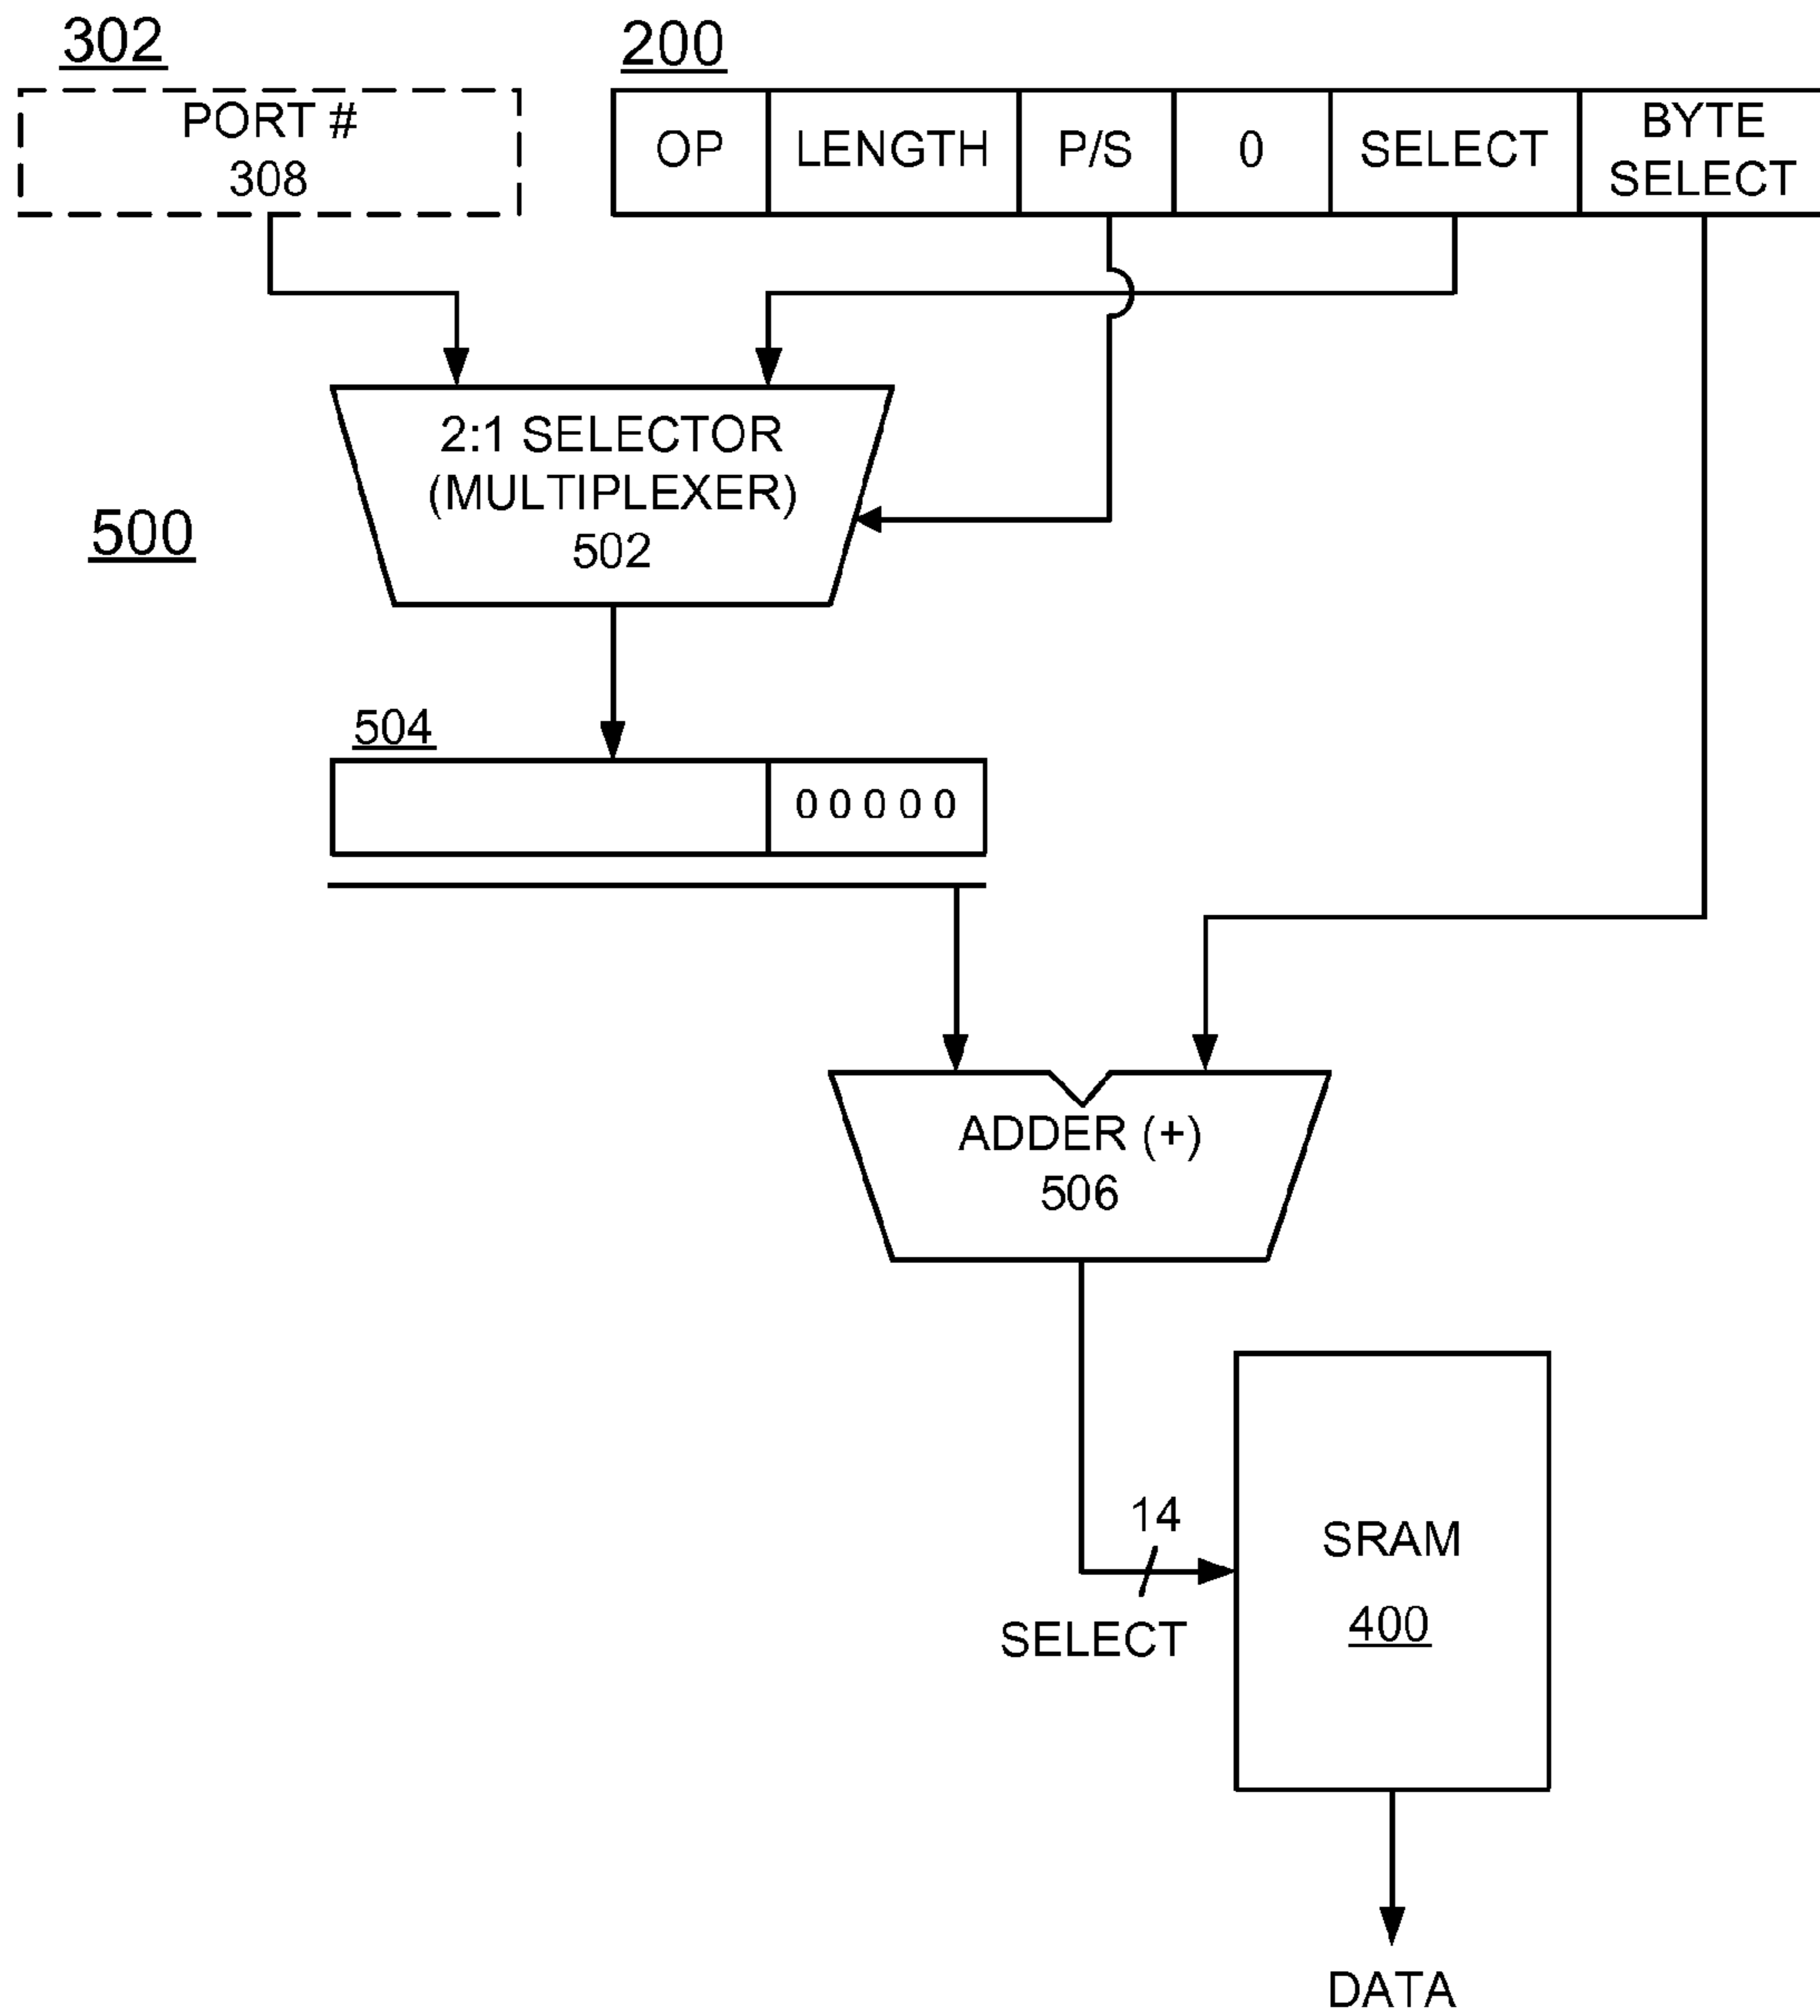 302
200
PORT #
308
OP
LENGTH
P/S
0
SELECT
BYTE
SELECT
2:1 SELECTOR
(MULTIPLEXER)
502
500
504
0 0 0 0 0
ADDER (+)
506
14
SELECT
SRAM
400
DATA